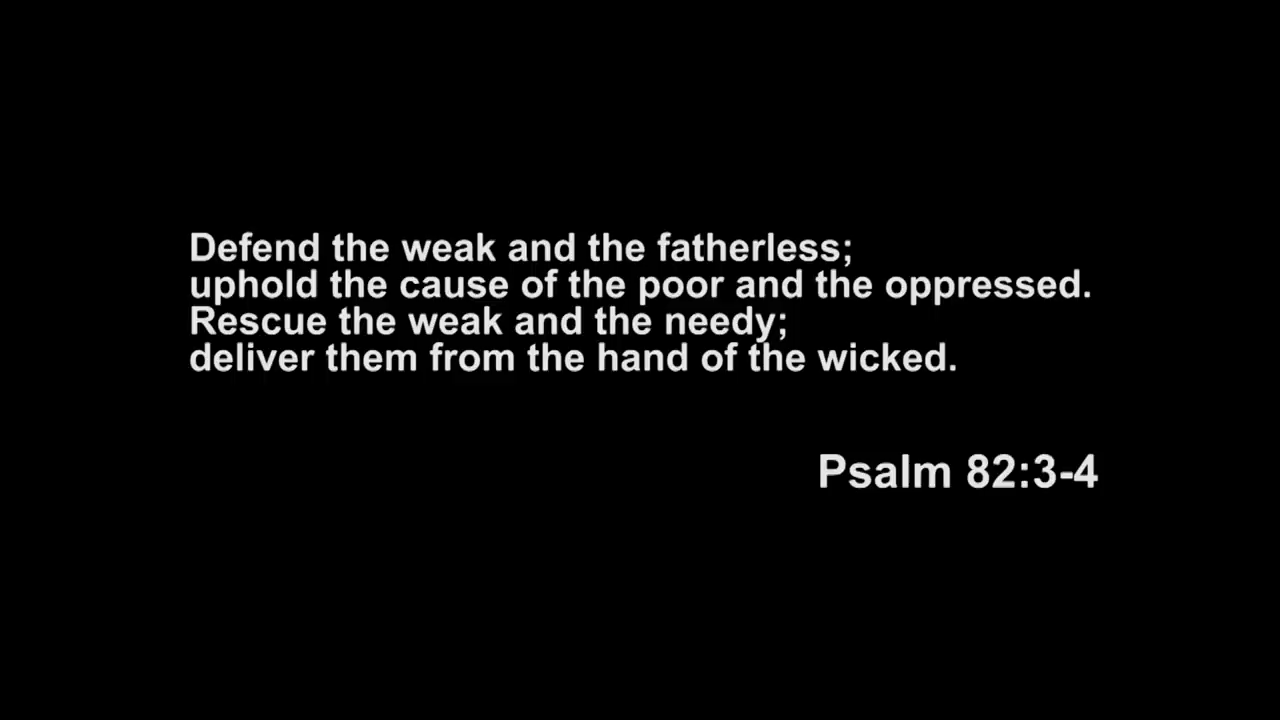 Defend the weak and the fatherless;
uphold the cause of the poor and the oppressed.
Rescue the weak and the needy;
deliver them from the hand of the wicked.
Psalm 82:3-4